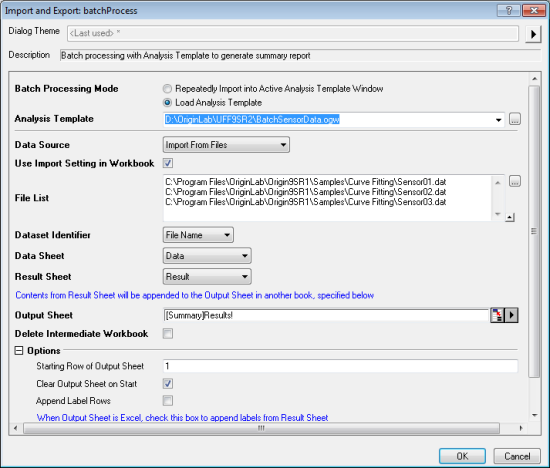 Import and Export: batchProcess
Dialog Theme <Last used> *
Description Batch processing with Analysis Template to generate summary report
Batch Processing Mode Repeatedly Import into Active Analysis Template Window
Load Analysis Template
Analysis Template D:\OriginLab\UFF9SR2\BatchSensorData.ogw
Data Source Import From Files
Use Import Setting in Workbook
File List C:\Program Files\OriginLab\Origin9SR1\Samples\Curve Fitting\Sensor01.dat
C:\Program Files\OriginLab\Origin9SR1\Samples\Curve Fitting\Sensor02.dat
C:\Program Files\OriginLab\Origin9SR1\Samples\Curve Fitting\Sensor03.dat
Dataset Identifier File Name
Data Sheet Data
Result Sheet Result
Contents from Result Sheet will be appended to the Output Sheet in another book, specified below
Output Sheet [Summary]Results!
Delete Intermediate Workbook
Options
Starting Row of Output Sheet 1
Clear Output Sheet on Start
Append Label Rows
When Output Sheet is Excel, check this box to append labels from Result Sheet
OK Cancel